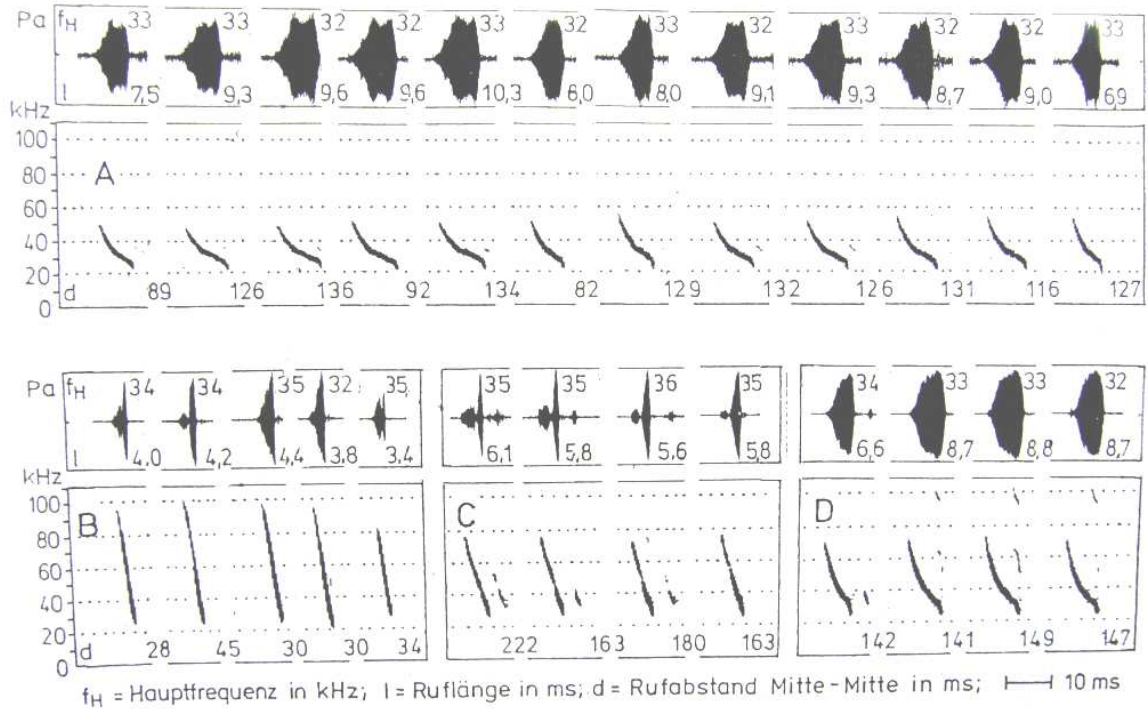 Pa fH 33 33 32 32 33 32 33 32 33 32 32 33
l 7,5 9,3 9,6 9,6 10,3 6,0 8,0 9,1 9,3 8,7 9,0 6,9
kHz
100
80 A
60
40
20
0 d 89 126 136 92 134 82 129 132 126 131 116 127
Pa fH 34 34 35 32 35 35 35 36 35 34 33 33 32
l 4,0 4,2 4,4 3,8 3,4 6,1 5,8 5,6 5,8 6,6 8,7 8,8 8,7
kHz
100 B C D
80
60
40
20
0 d 28 45 30 30 34 222 163 180 163 142 141 149 147
fH = Hauptfrequenz in kHz; l = Ruflänge in ms; d = Rufabstand Mitte-Mitte in ms; 10 ms